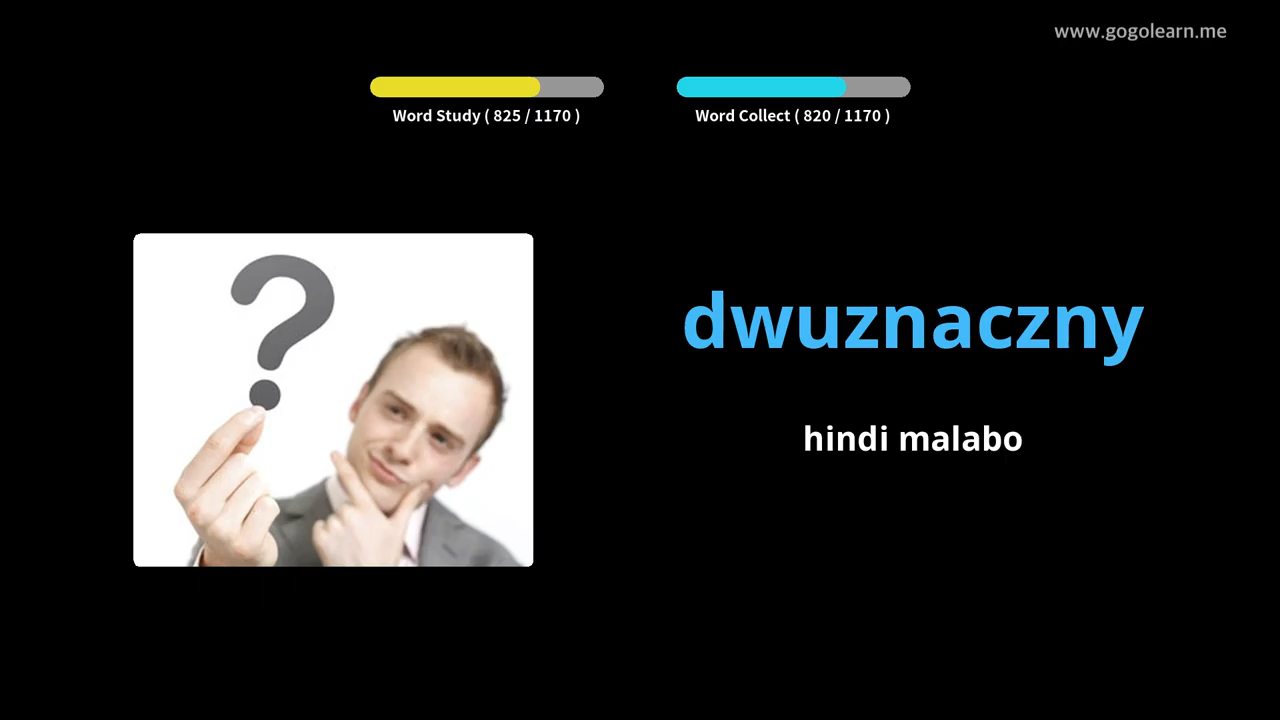 www.gogolearn.me
Word Study ( 825 / 1170 )
Word Collect ( 820 / 1170 )
dwuznaczny
hindi malabo